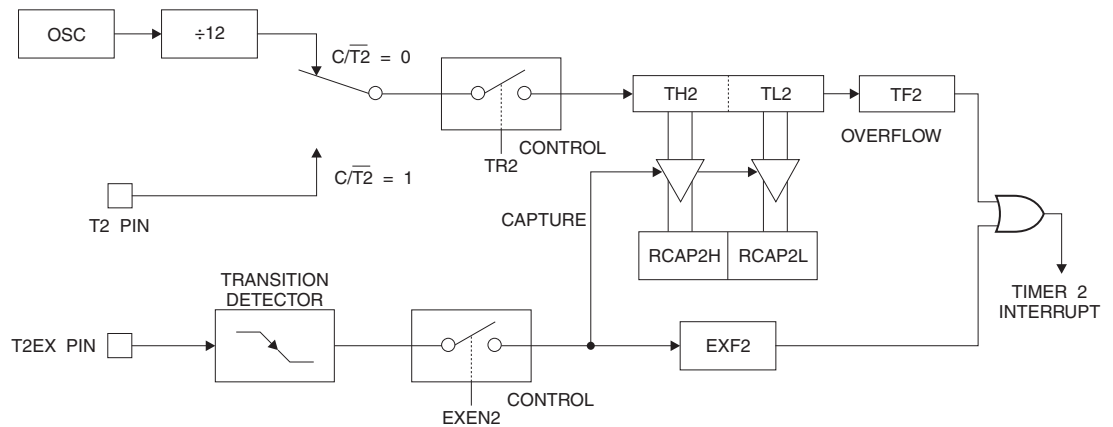 OSC
÷12
C/T2 = 0
TH2
TL2
TF2
OVERFLOW
CONTROL
TR2
C/T2 = 1
T2 PIN
CAPTURE
RCAP2H
RCAP2L
TRANSITION
DETECTOR
TIMER 2
INTERRUPT
T2EX PIN
EXF2
CONTROL
EXEN2